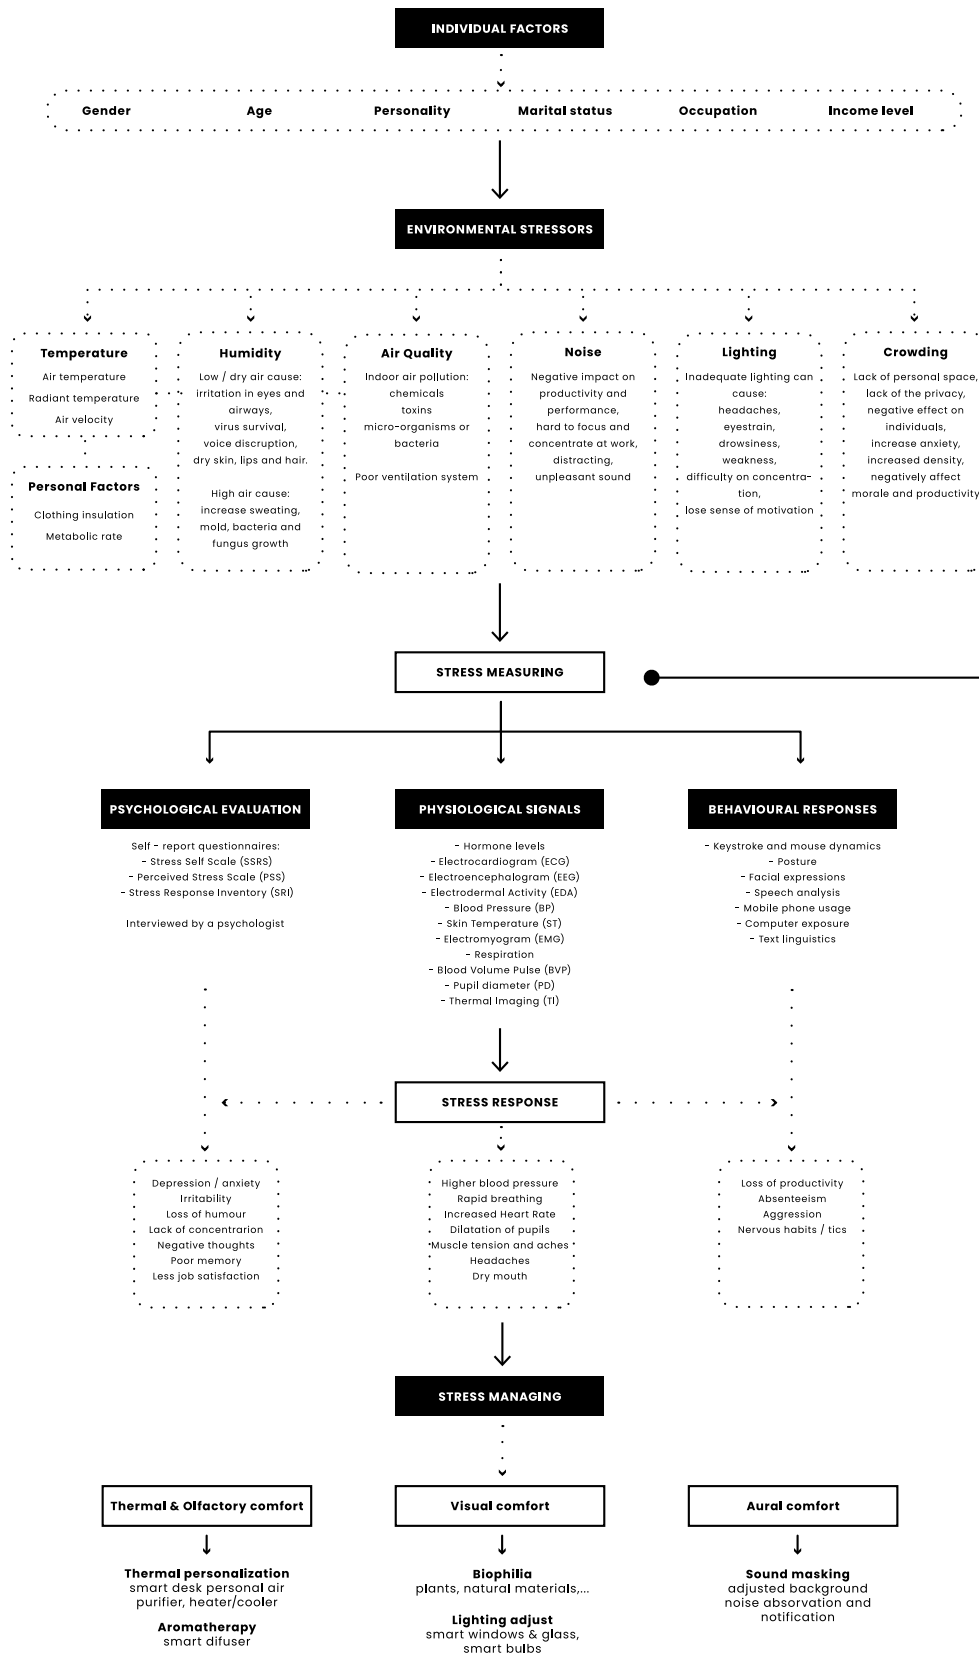 INDIVIDUAL FACTORS
Gender
Age
Personality
Marital status
Occupation
Income level
ENVIRONMENTAL STRESSORS
Temperature
Air temperature
Radiant temperature
Air velocity
Personal Factors
Clothing insulation
Metabolic rate
Humidity
Low / dry air cause:
irritation in eyes and
airways,
virus survival,
voice disruption,
dry skin, lips and hair.
High air cause:
increase sweating,
mold, bacteria and
fungus growth
Air Quality
Indoor air pollution:
chemicals
toxins
micro-organisms or
bacteria
Poor ventilation system
Noise
Negative impact on
productivity and
performance,
hard to focus and
concentrate at work,
distracting,
unpleasant sound
Lighting
Inadequate lighting can
cause:
headaches,
eyestrain,
drowsiness,
weakness,
difficulty on concentra-
tion,
lose sense of motivation
Crowding
Lack of personal space,
lack of the privacy,
negative effect on
individuals,
increase anxiety,
increased density,
negatively affect
morale and productivity
STRESS MEASURING
PSYCHOLOGICAL EVALUATION
Self - report questionnaires:
- Stress Self Scale (SSRS)
- Perceived Stress Scale (PSS)
- Stress Response Inventory (SRI)
Interviewed by a psychologist
PHYSIOLOGICAL SIGNALS
- Hormone levels
- Electrocardiogram (ECG)
- Electroencephalogram (EEG)
- Electrodermal Activity (EDA)
- Blood Pressure (BP)
- Skin Temperature (ST)
- Electromyogram (EMG)
- Respiration
- Blood Volume Pulse (BVP)
- Pupil diameter (PD)
- Thermal Imaging (TI)
BEHAVIOURAL RESPONSES
- Keystroke and mouse dynamics
- Posture
- Facial expressions
- Speech analysis
- Mobile phone usage
- Computer exposure
- Text linguistics
STRESS RESPONSE
Depression / anxiety
Irritability
Loss of humour
Lack of concentrarion
Negative thoughts
Poor memory
Less job satisfaction
Higher blood pressure
Rapid breathing
Increased Heart Rate
Dilatation of pupils
Muscle tension and aches
Headaches
Dry mouth
Loss of productivity
Absenteeism
Aggression
Nervous habits / tics
STRESS MANAGING
Thermal & Olfactory comfort
Thermal personalization
smart desk personal air
purifier, heater/cooler
Aromatherapy
smart difuser
Visual comfort
Biophilia
plants, natural materials,...
Lighting adjust
smart windows & glass,
smart bulbs
Aural comfort
Sound masking
adjusted background
noise absorvation and
notification